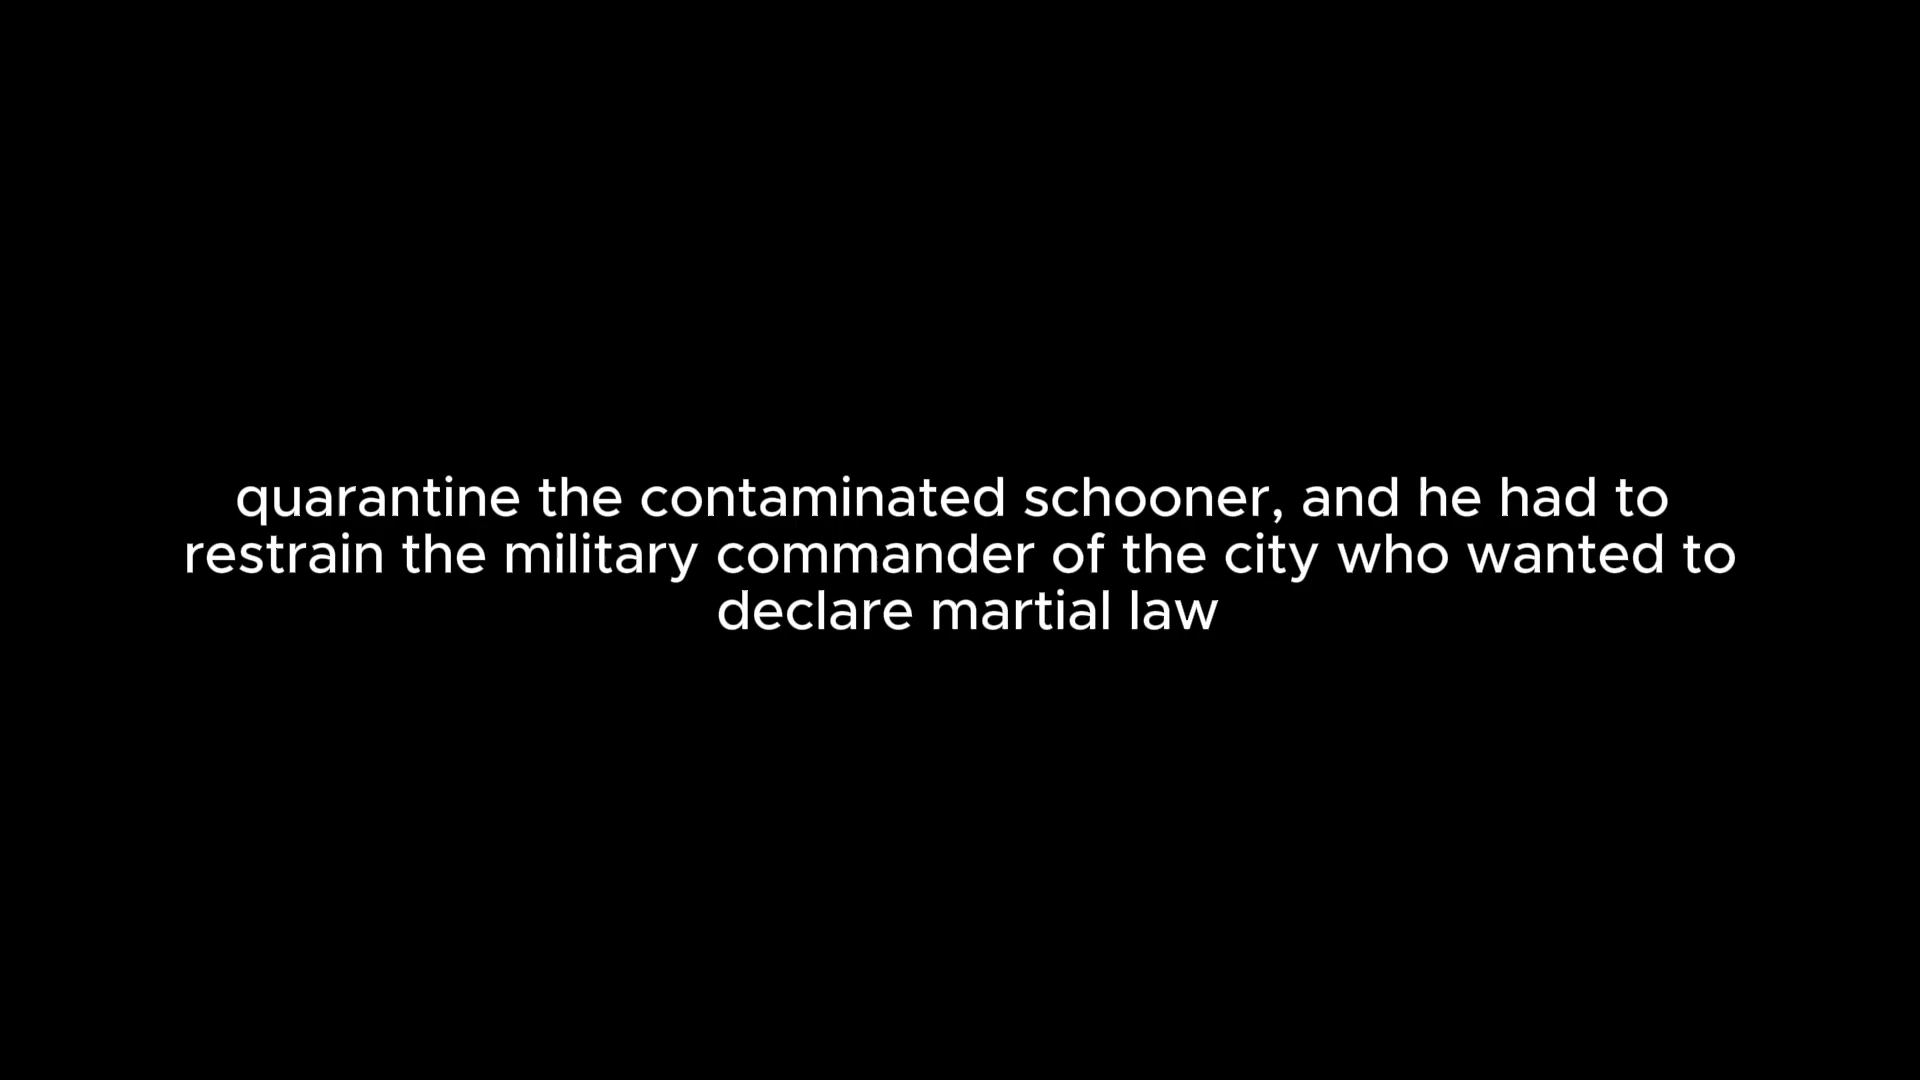 quarantine the contaminated schooner, and he had to
restrain the military commander of the city who wanted to
declare martial law